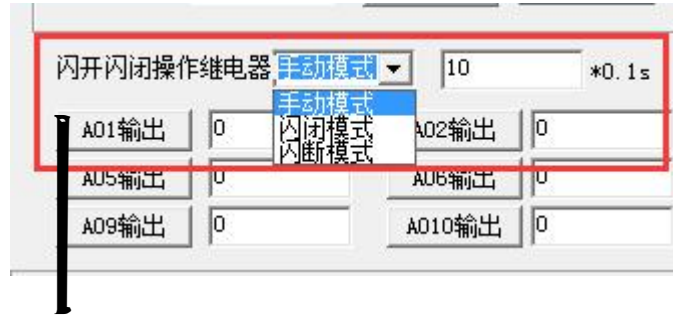 闪开闪闭操作继电器 手动模式 10 *0.1s
手动模式
闪闭模式
闪断模式
A01输出 0 A02输出 0
A05输出 0 A06输出 0
A09输出 0 A010输出 0